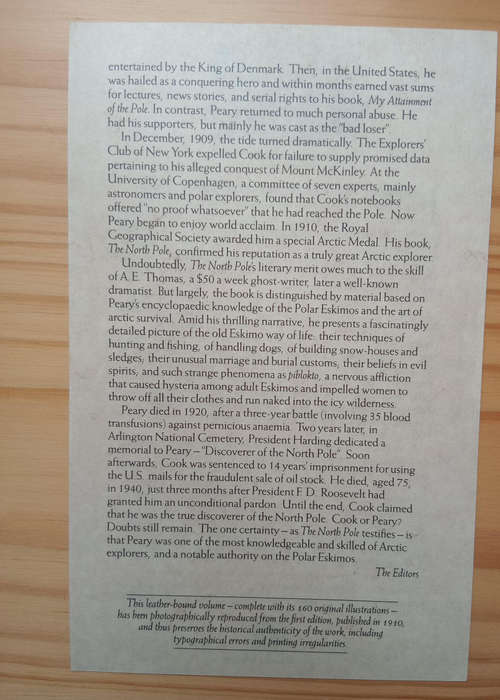 entertained by the King of Denmark. Then, in the United States, he
was hailed as a conquering hero and within months earned vast sums
for lectures, news stories, and serial rights to his book, My Attainment
of the Pole. In contrast, Peary returned to much personal abuse. He
had his supporters, but mainly he was cast as the "bad loser".
In December, 1909, the tide turned dramatically. The Explorers'
Club of New York expelled Cook for failure to supply promised data
pertaining to his alleged conquest of Mount McKinley. At the
University of Copenhagen, a committee of seven experts, mainly
astronomers and polar explorers, found that Cook's notebooks
offered "no proof whatsoever" that he had reached the Pole. Now
Peary began to enjoy world acclaim. In 1910, the Royal
Geographical Society awarded him a special Arctic Medal. His book,
The North Pole, confirmed his reputation as a truly great Arctic explorer.
Undoubtedly, The North Pole's literary merit owes much to the skill
of A.E. Thomas, a $50 a week ghost-writer, later a well-known
dramatist. But largely, the book is distinguished by material based on
Peary's encyclopaedic knowledge of the Polar Eskimos and the art of
arctic survival. Amid his thrilling narrative, he presents a fascinatingly
detailed picture of the old Eskimo way of life: their techniques of
hunting and fishing, of handling dogs, of building snow-houses and
sledges; their unusual marriage and burial customs, their beliefs in evil
spirits, and such strange phenomena as piblokto, a nervous affliction
that caused hysteria among adult Eskimos and impelled women to
throw off all their clothes and run naked into the icy wilderness.
Peary died in 1920, after a three-year battle (involving 35 blood
transfusions) against pernicious anaemia. Two years later, in
Arlington National Cemetery, President Harding dedicated a
memorial to Peary – "Discoverer of the North Pole". Soon
afterwards, Cook was sentenced to 14 years' imprisonment for using
the U.S. mails for the fraudulent sale of oil stock. He died, aged 75,
in 1940, just three months after President F. D. Roosevelt had
granted him an unconditional pardon. Until the end, Cook claimed
that he was the true discoverer of the North Pole. Cook or Peary?
Doubts still remain. The one certainty – as The North Pole testifies – is
that Peary was one of the most knowledgeable and skilled of Arctic
explorers, and a notable authority on the Polar Eskimos.
The Editors
This leather-bound volume – complete with its 160 original illustrations –
has been photographically reproduced from the first edition, published in 1910,
and thus preserves the historical authenticity of the work, including
typographical errors and printing irregularities.